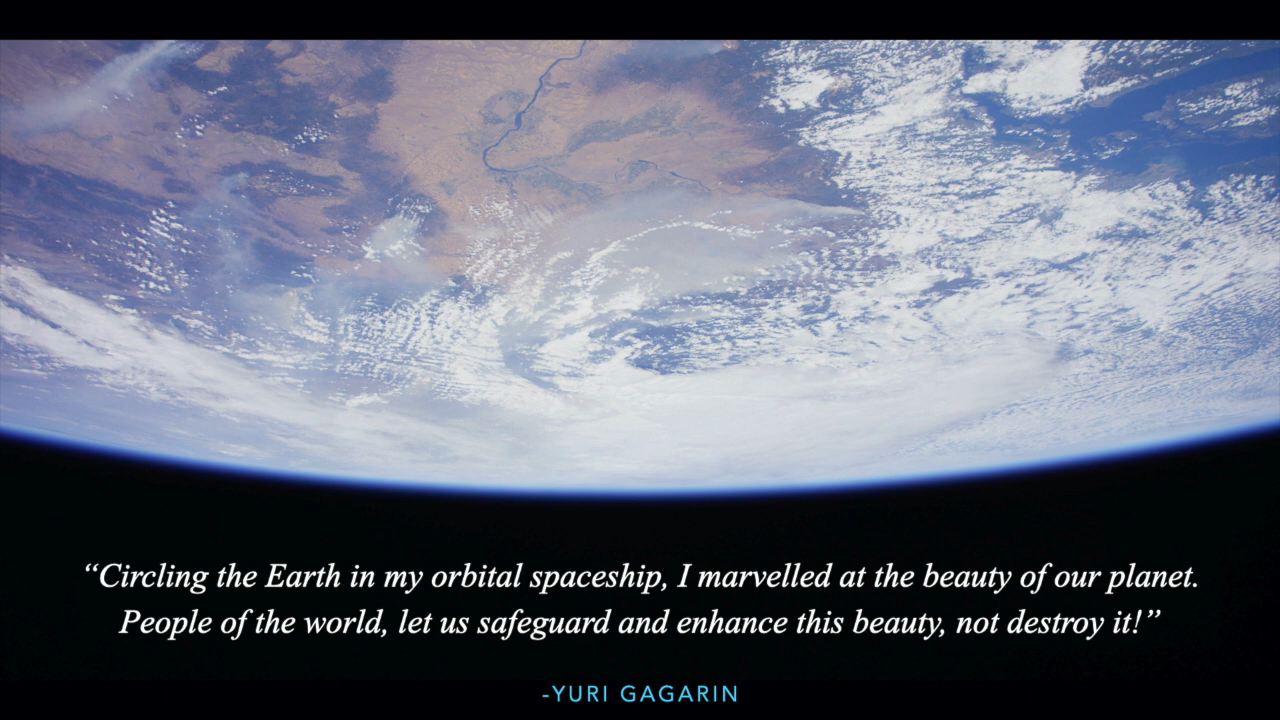 “Circling the Earth in my orbital spaceship, I marvelled at the beauty of our planet.
People of the world, let us safeguard and enhance this beauty, not destroy it!”
-YURI GAGARIN